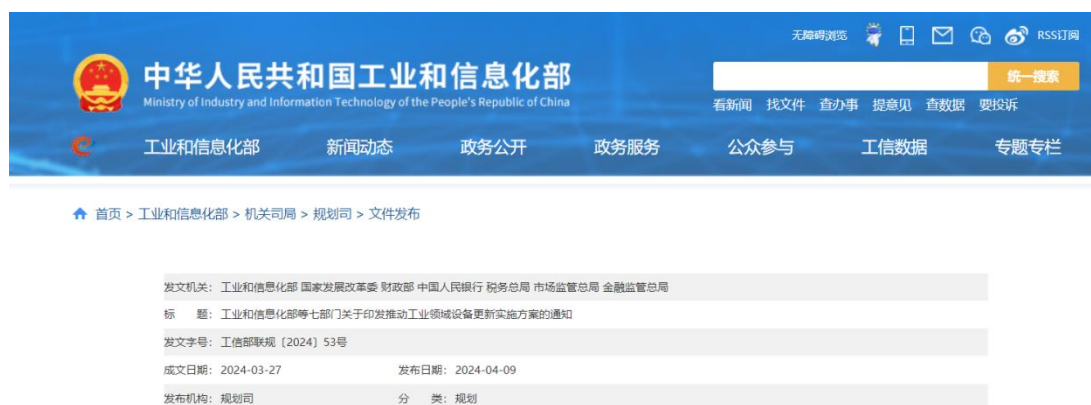 无障碍浏览 RSS订阅
中华人民共和国工业和信息化部
Ministry of Industry and Information Technology of the People's Republic of China
统一搜索
看新闻 找文件 查办事 提意见 查数据 要投诉
工业和信息化部 新闻动态 政务公开 政务服务 公众参与 工信数据 专题专栏
首页 > 工业和信息化部 > 机关司局 > 规划司 > 文件发布
发文机关: 工业和信息化部 国家发展改革委 财政部 中国人民银行 税务总局 市场监管总局 金融监管总局
标 题: 工业和信息化部等七部门关于印发推动工业领域设备更新实施方案的通知
发文字号: 工信部联规〔2024〕53号
成文日期: 2024-03-27 发布日期: 2024-04-09
发布机构: 规划司 分 类: 规划